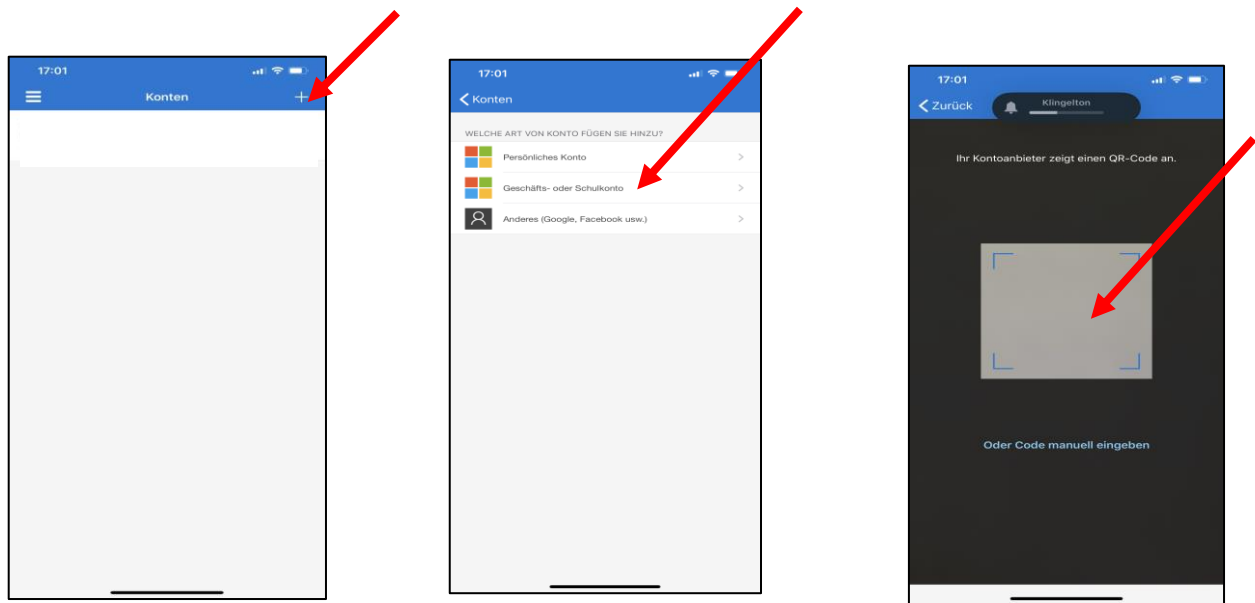 17:01
Konten
17:01
Konten
WELCHE ART VON KONTO FÜGEN SIE HINZU?
Persönliches Konto
Geschäfts- oder Schulkonto
Anderes (Google, Facebook usw.)
17:01
Zurück
Klingelton
Ihr Kontoanbieter zeigt einen QR-Code an.
Oder Code manuell eingeben